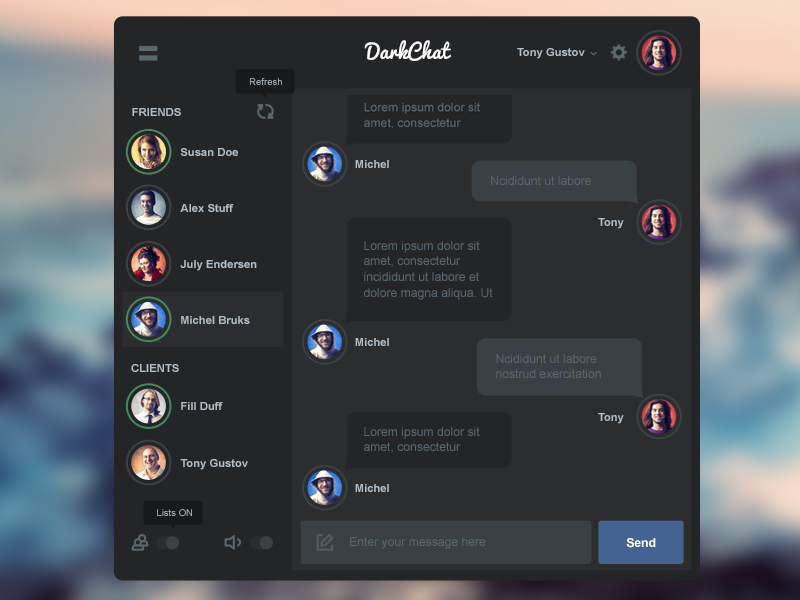 DarkChat
Tony Gustov
Refresh
FRIENDS
Susan Doe
Alex Stuff
July Endersen
Michel Bruks
CLIENTS
Fill Duff
Tony Gustov
Lists ON
Lorem ipsum dolor sit
amet, consectetur
Michel
Ncididunt ut labore
Tony
Lorem ipsum dolor sit
amet, consectetur
incididunt ut labore et
dolore magna aliqua. Ut
Michel
Ncididunt ut labore
nostrud exercitation
Tony
Lorem ipsum dolor sit
amet, consectetur
Michel
Enter your message here
Send